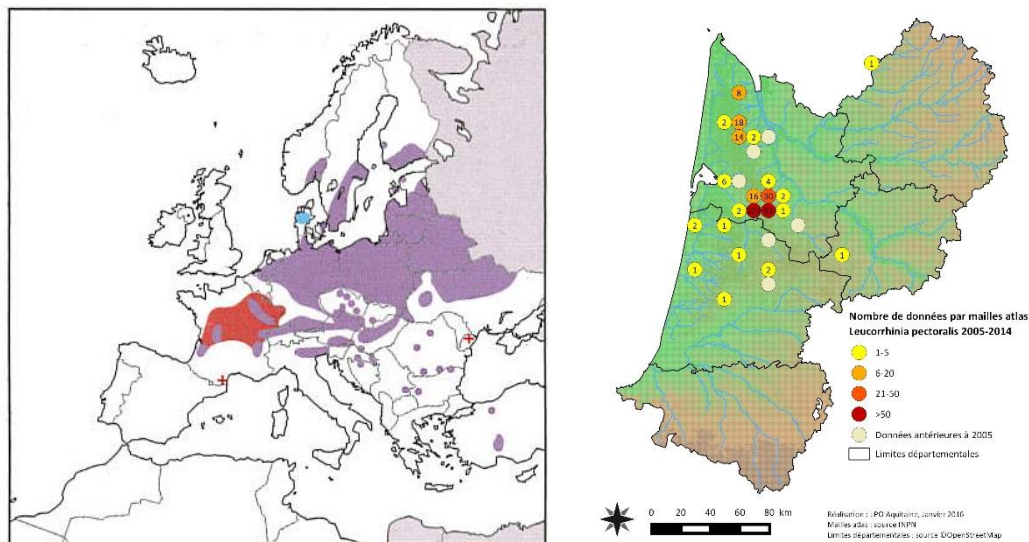 1
8
2 18
14 2
6 4
16 30 2
2 1
2 1
1 1
1 2
1
Nombre de données par mailles atlas
Leucorrhinia pectoralis 2005-2014
1-5
6-20
21-50
>50
Données antérieures à 2005
Limites départementales
0 20 40 60 80 km
Réalisation : LPO Aquitaine, Janvier 2016
Mailles atlas : source INPN
Limites départementales : source ©OpenStreetMap